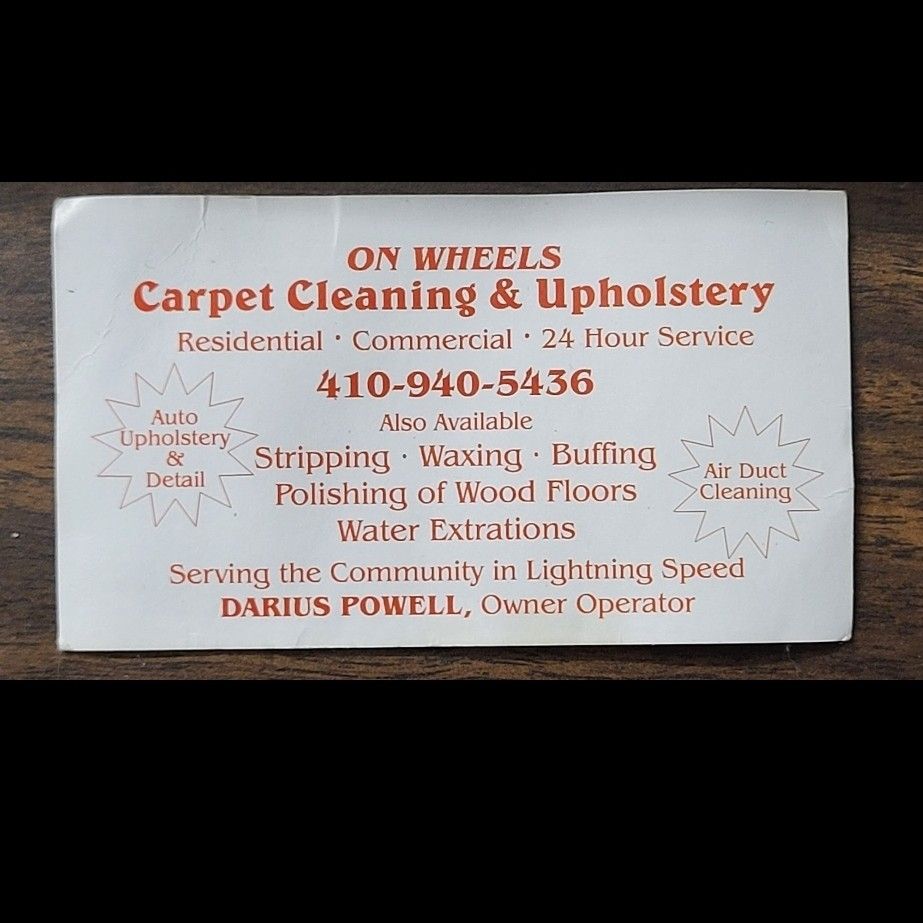 ON WHEELS
Carpet Cleaning & Upholstery
Residential · Commercial · 24 Hour Service
410-940-5436
Also Available
Auto
Upholstery
&
Detail
Stripping · Waxing · Buffing
Polishing of Wood Floors
Water Extrations
Air Duct
Cleaning
Serving the Community in Lightning Speed
DARIUS POWELL, Owner Operator